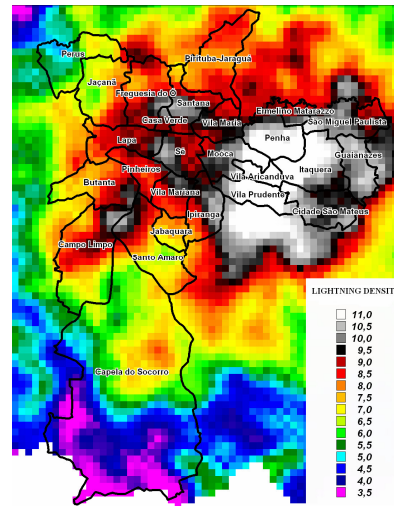 Perus
Pirituba-Jaraguá
Jaçanã
Freguesia do Ó
Santana
Ermelino Matarazzo
Casa Verde
Vila Maria
São Miguel Paulista
Lapa
Penha
Sé
Moóca
Guaianazes
Pinheiros
Itaquera
Butanta
Vila Aricanduva
Vila Mariana
Vila Prudente
Ipiranga
Cidade São Mateus
Jabaquara
Campo Limpo
Santo Amaro
LIGHTNING DENSIT
11,0
10,5
10,0
9,5
9,0
8,5
8,0
7,5
7,0
6,5
6,0
5,5
5,0
4,5
4,0
3,5
Capela do Socorro